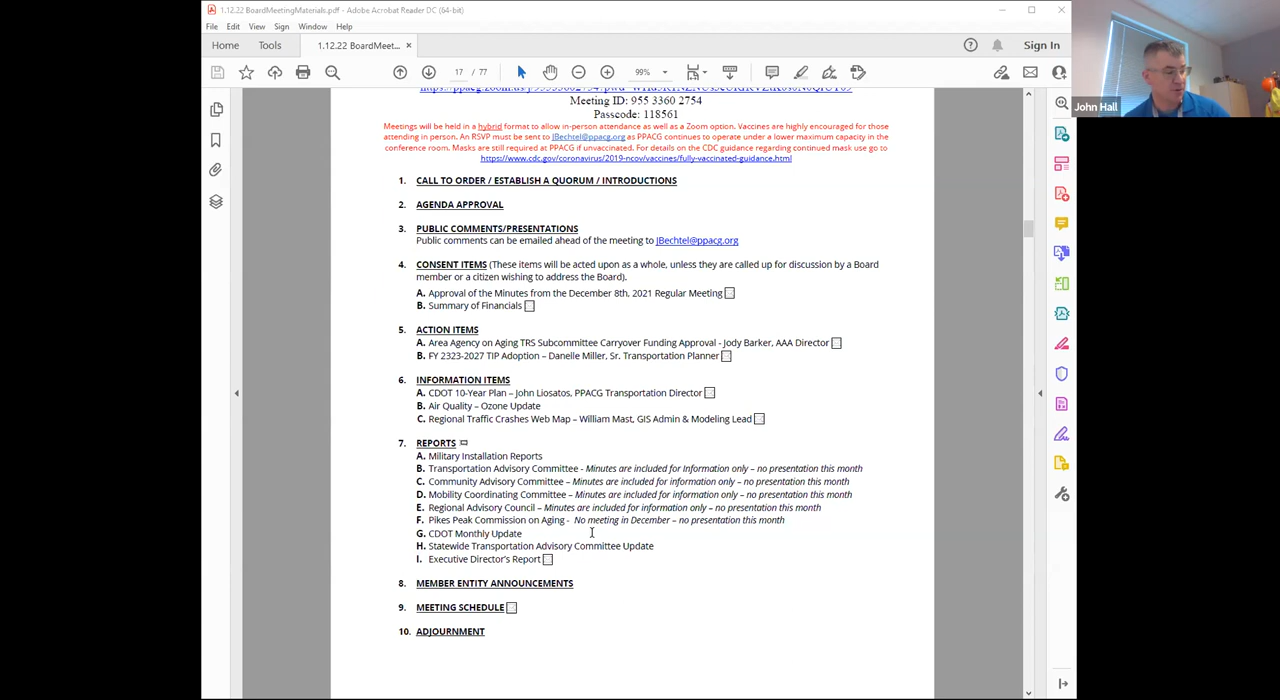 1.12.22 BoardMeetingMaterials.pdf - Adobe Acrobat Reader DC (64-bit)
File Edit View Sign Window Help
Home Tools 1.12.22 BoardMeet... × Sign In
17 / 77 99%
John Hall
Meeting ID: 955 3360 2754
Passcode: 118561
Meetings will be held in a hybrid format to allow in-person attendance as well as a Zoom option. Vaccines are highly encouraged for those
attending in person. An RSVP must be sent to JBechtel@ppacg.org as PPACG continues to operate under a lower maximum capacity in the
conference room. Masks are still required at PPACG if unvaccinated. For details on the CDC guidance regarding continued mask use go to
https://www.cdc.gov/coronavirus/2019-ncov/vaccines/fully-vaccinated-guidance.html
1. CALL TO ORDER / ESTABLISH A QUORUM / INTRODUCTIONS
2. AGENDA APPROVAL
3. PUBLIC COMMENTS/PRESENTATIONS
Public comments can be emailed ahead of the meeting to JBechtel@ppacg.org
4. CONSENT ITEMS (These items will be acted upon as a whole, unless they are called up for discussion by a Board
member or a citizen wishing to address the Board).
A. Approval of the Minutes from the December 8th, 2021 Regular Meeting
B. Summary of Financials
5. ACTION ITEMS
A. Area Agency on Aging TRS Subcommittee Carryover Funding Approval - Jody Barker, AAA Director
B. FY 2323-2027 TIP Adoption – Danelle Miller, Sr. Transportation Planner
6. INFORMATION ITEMS
A. CDOT 10-Year Plan – John Liosatos, PPACG Transportation Director
B. Air Quality – Ozone Update
C. Regional Traffic Crashes Web Map – William Mast, GIS Admin & Modeling Lead
7. REPORTS
A. Military Installation Reports
B. Transportation Advisory Committee - Minutes are included for Information only – no presentation this month
C. Community Advisory Committee – Minutes are included for information only – no presentation this month
D. Mobility Coordinating Committee – Minutes are included for information only – no presentation this month
E. Regional Advisory Council – Minutes are included for information only – no presentation this month
F. Pikes Peak Commission on Aging - No meeting in December – no presentation this month
G. CDOT Monthly Update
H. Statewide Transportation Advisory Committee Update
I. Executive Director's Report
8. MEMBER ENTITY ANNOUNCEMENTS
9. MEETING SCHEDULE
10. ADJOURNMENT